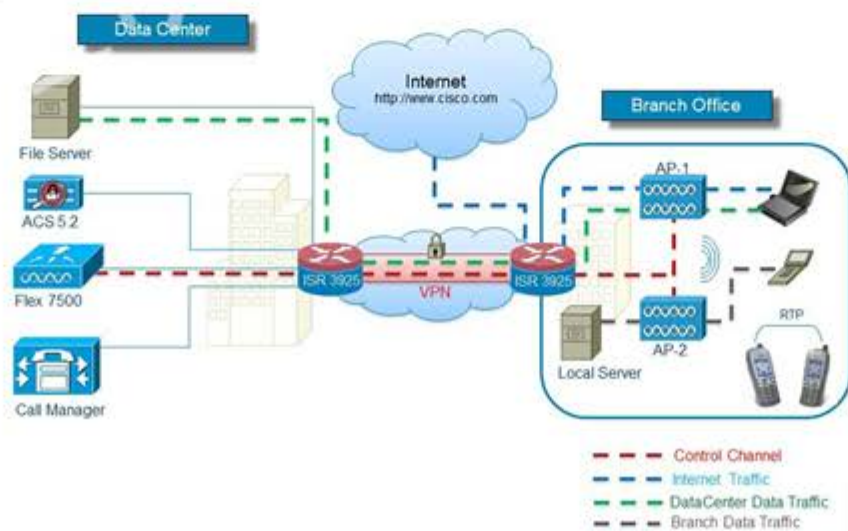 Data Center
Internet
http://www.cisco.com
Branch Office
File Server
AP-1
ACS 5.2
ISR 3925
ISR 3925
VPN
Flex 7500
RTP
AP-2
Local Server
Call Manager
Control Channel
Internet Traffic
DataCenter Data Traffic
Branch Data Traffic